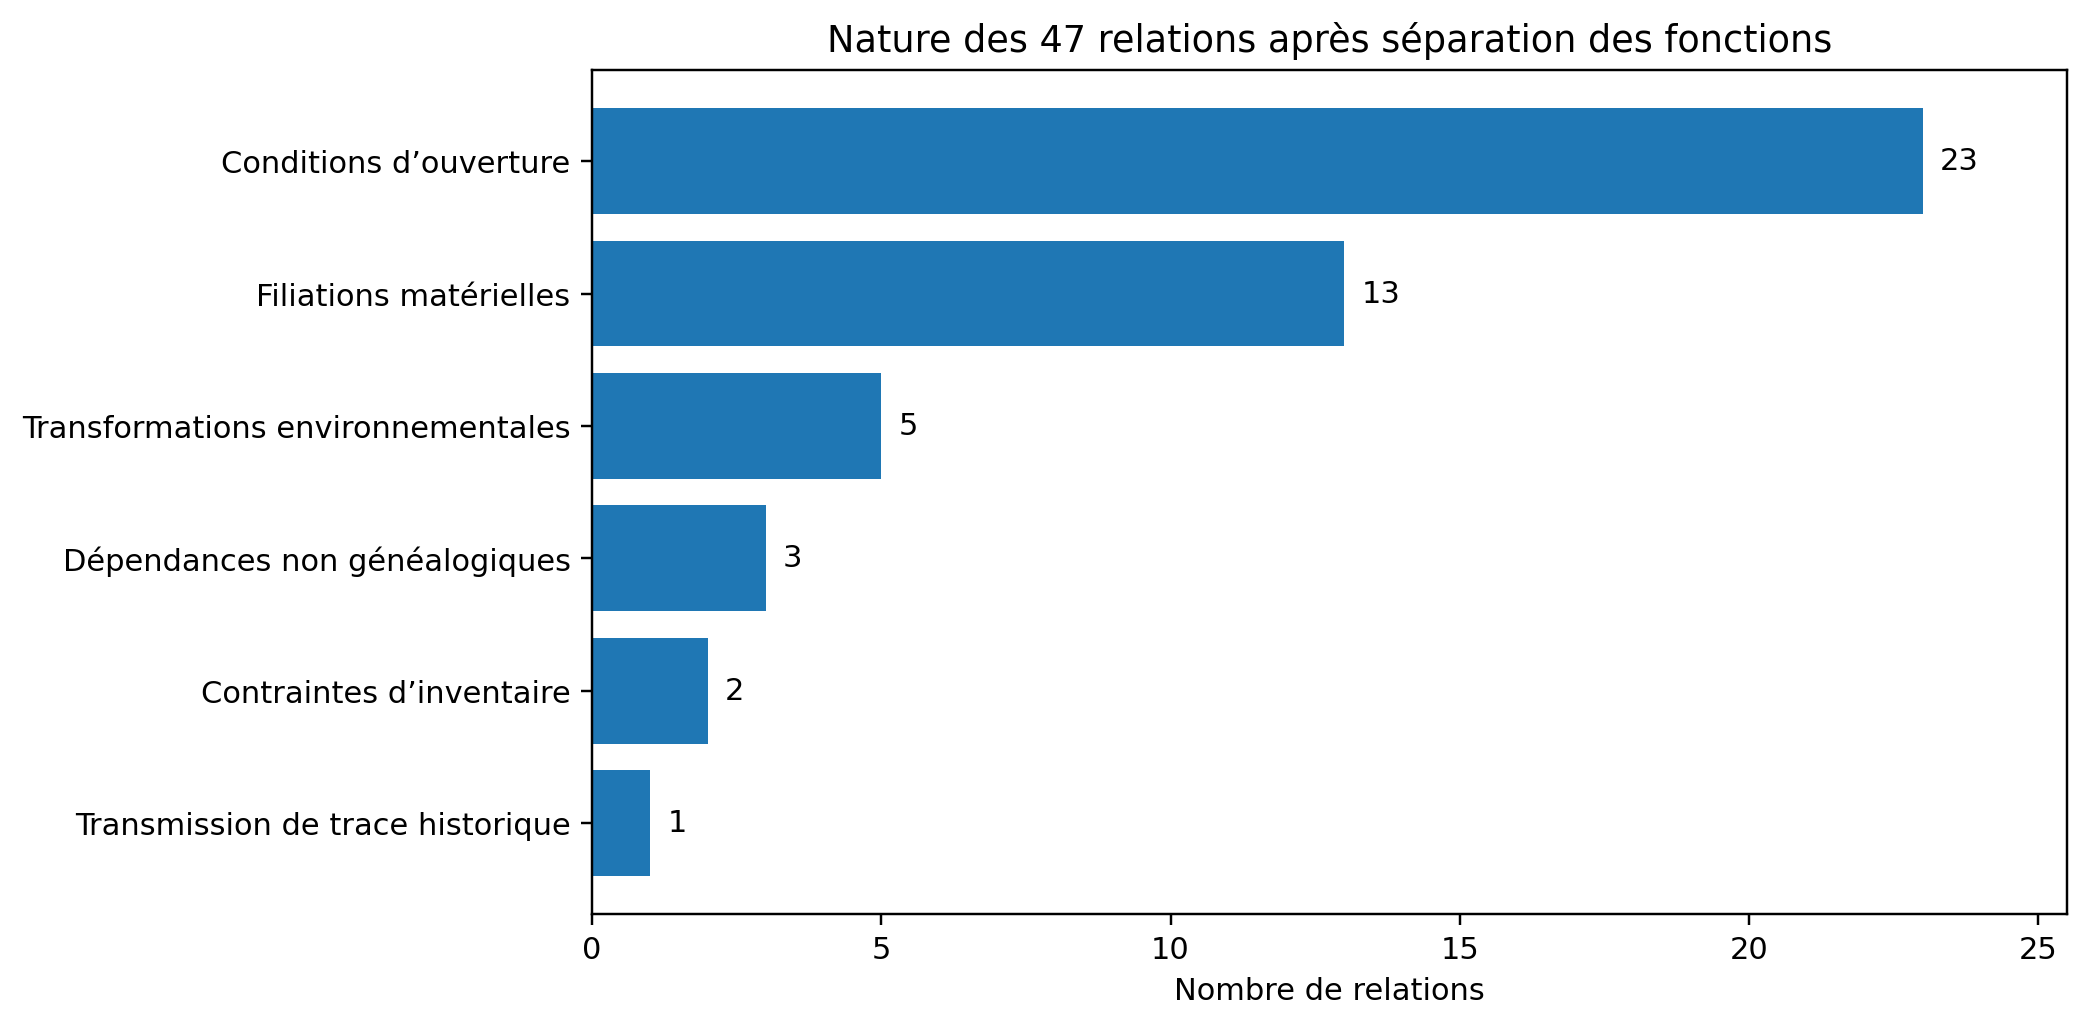 Nature des 47 relations après séparation des fonctions
Conditions d’ouverture
23
Filiations matérielles
13
Transformations environnementales
5
Dépendances non généalogiques
3
Contraintes d’inventaire
2
Transmission de trace historique
1
0 5 10 15 20 25
Nombre de relations